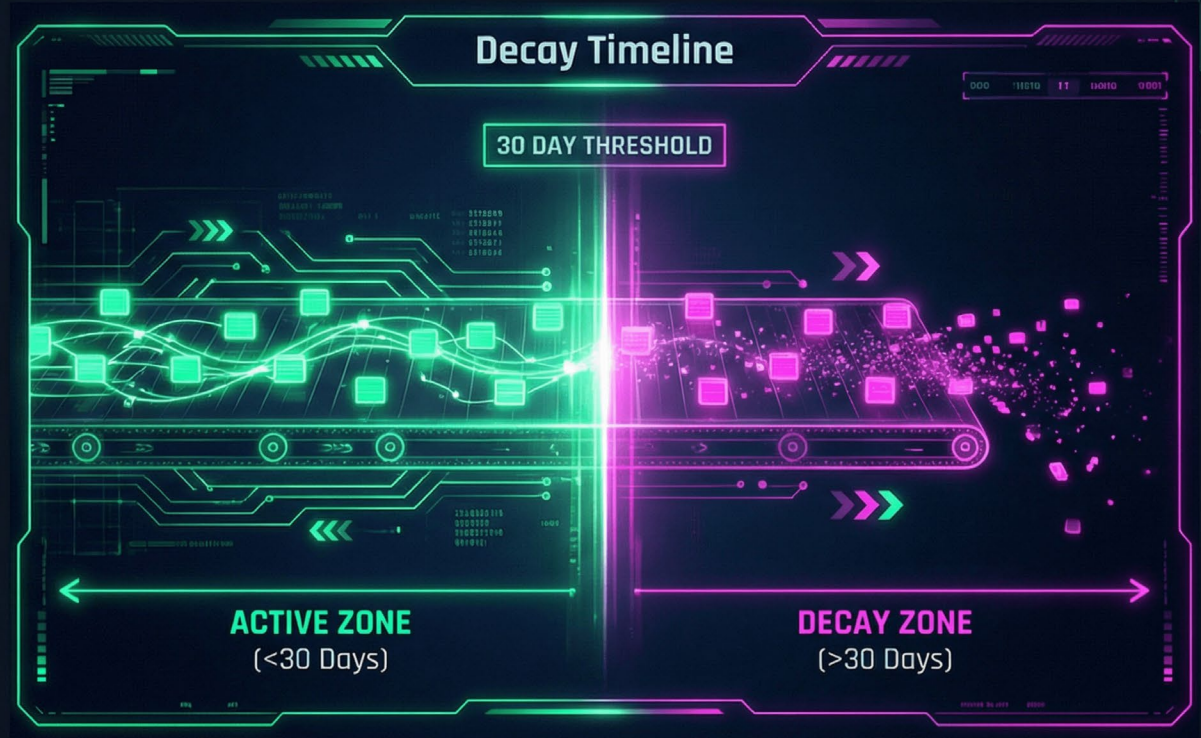 Decay Timeline
30 DAY THRESHOLD
ACTIVE ZONE
(<30 Days)
DECAY ZONE
(>30 Days)